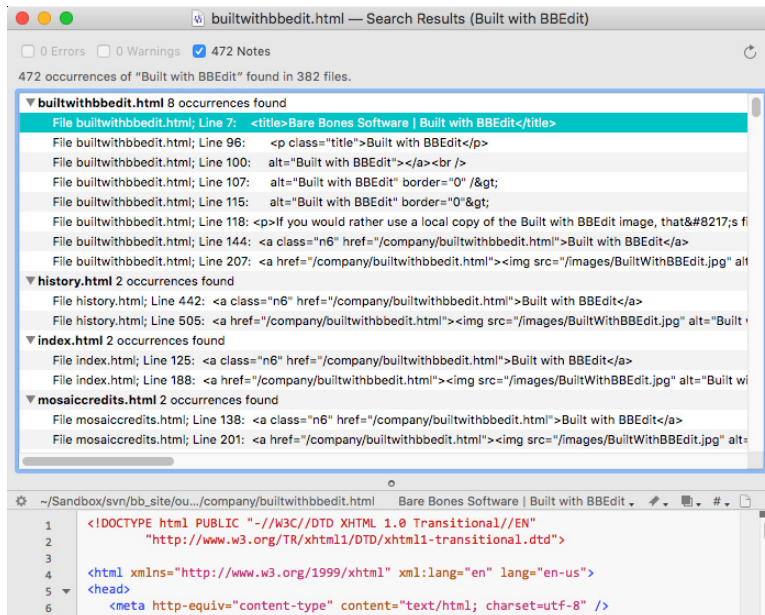 builtwithbbedit.html — Search Results (Built with BBEdit)
0 Errors 0 Warnings 472 Notes
472 occurrences of “Built with BBEdit” found in 382 files.
builtwithbbedit.html 8 occurrences found
File builtwithbbedit.html; Line 7: <title>Bare Bones Software | Built with BBEdit</title>
File builtwithbbedit.html; Line 96: <p class="title">Built with BBEdit</p>
File builtwithbbedit.html; Line 100: alt="Built with BBEdit"></a><br />
File builtwithbbedit.html; Line 107: alt="Built with BBEdit" border="0" /&gt;
File builtwithbbedit.html; Line 115: alt="Built with BBEdit" border="0"&gt;
File builtwithbbedit.html; Line 118: <p>If you would rather use a local copy of the Built with BBEdit image, that&#8217;s fi
File builtwithbbedit.html; Line 144: <a class="n6" href="/company/builtwithbbedit.html">Built with BBEdit</a>
File builtwithbbedit.html; Line 207: <a href="/company/builtwithbbedit.html"><img src="/images/BuiltWithBBEdit.jpg" alt
history.html 2 occurrences found
File history.html; Line 442: <a class="n6" href="/company/builtwithbbedit.html">Built with BBEdit</a>
File history.html; Line 505: <a href="/company/builtwithbbedit.html"><img src="/images/BuiltWithBBEdit.jpg" alt="Built
index.html 2 occurrences found
File index.html; Line 125: <a class="n6" href="/company/builtwithbbedit.html">Built with BBEdit</a>
File index.html; Line 188: <a href="/company/builtwithbbedit.html"><img src="/images/BuiltWithBBEdit.jpg" alt="Built wi
mosaiccredits.html 2 occurrences found
File mosaiccredits.html; Line 138: <a class="n6" href="/company/builtwithbbedit.html">Built with BBEdit</a>
File mosaiccredits.html; Line 201: <a href="/company/builtwithbbedit.html"><img src="/images/BuiltWithBBEdit.jpg" alt=
~/Sandbox/svn/bb_site/ou.../company/builtwithbbedit.html Bare Bones Software | Built with BBEdit #
1 <!DOCTYPE html PUBLIC "-//W3C//DTD XHTML 1.0 Transitional//EN"
2 "http://www.w3.org/TR/xhtml1/DTD/xhtml1-transitional.dtd">
3
4 <html xmlns="http://www.w3.org/1999/xhtml" xml:lang="en" lang="en-us">
5 <head>
6 <meta http-equiv="content-type" content="text/html; charset=utf-8" />